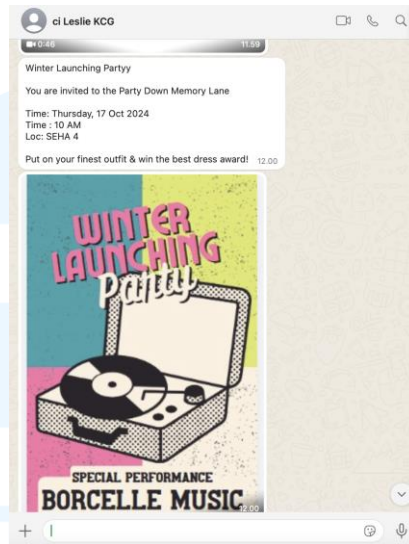 ci Leslie KCG
0:46
11.59
Winter Launching Partyy
You are invited to the Party Down Memory Lane
Time: Thursday, 17 Oct 2024
Time : 10 AM
Loc: SEHA 4
Put on your finest outfit & win the best dress award!
12.00
WINTER
LAUNCHING
Party
SPECIAL PERFORMANCE
BORCELLE MUSIC
12.00